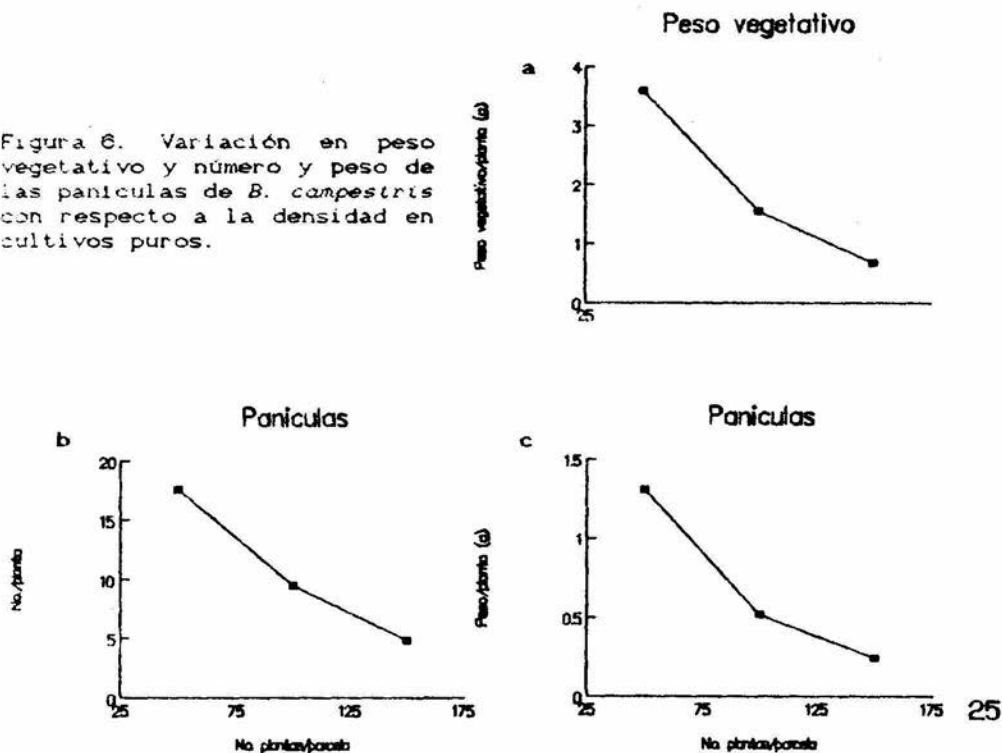 Figura 6. Variación en peso
vegetativo y número y peso de
las paniculas de B. campestris
con respecto a la densidad en
cultivos puros.
Peso vegetativo
a
Peso vegetativo/planta (g)
4
3
2
1
0
25
Paniculas
b
No./planta
20
15
10
5
0
25 75 125 175
No. plantas/parcela
Paniculas
c
Peso/planta (g)
1.5
1
0.5
0
25 75 125 175
No. plantas/parcela
25